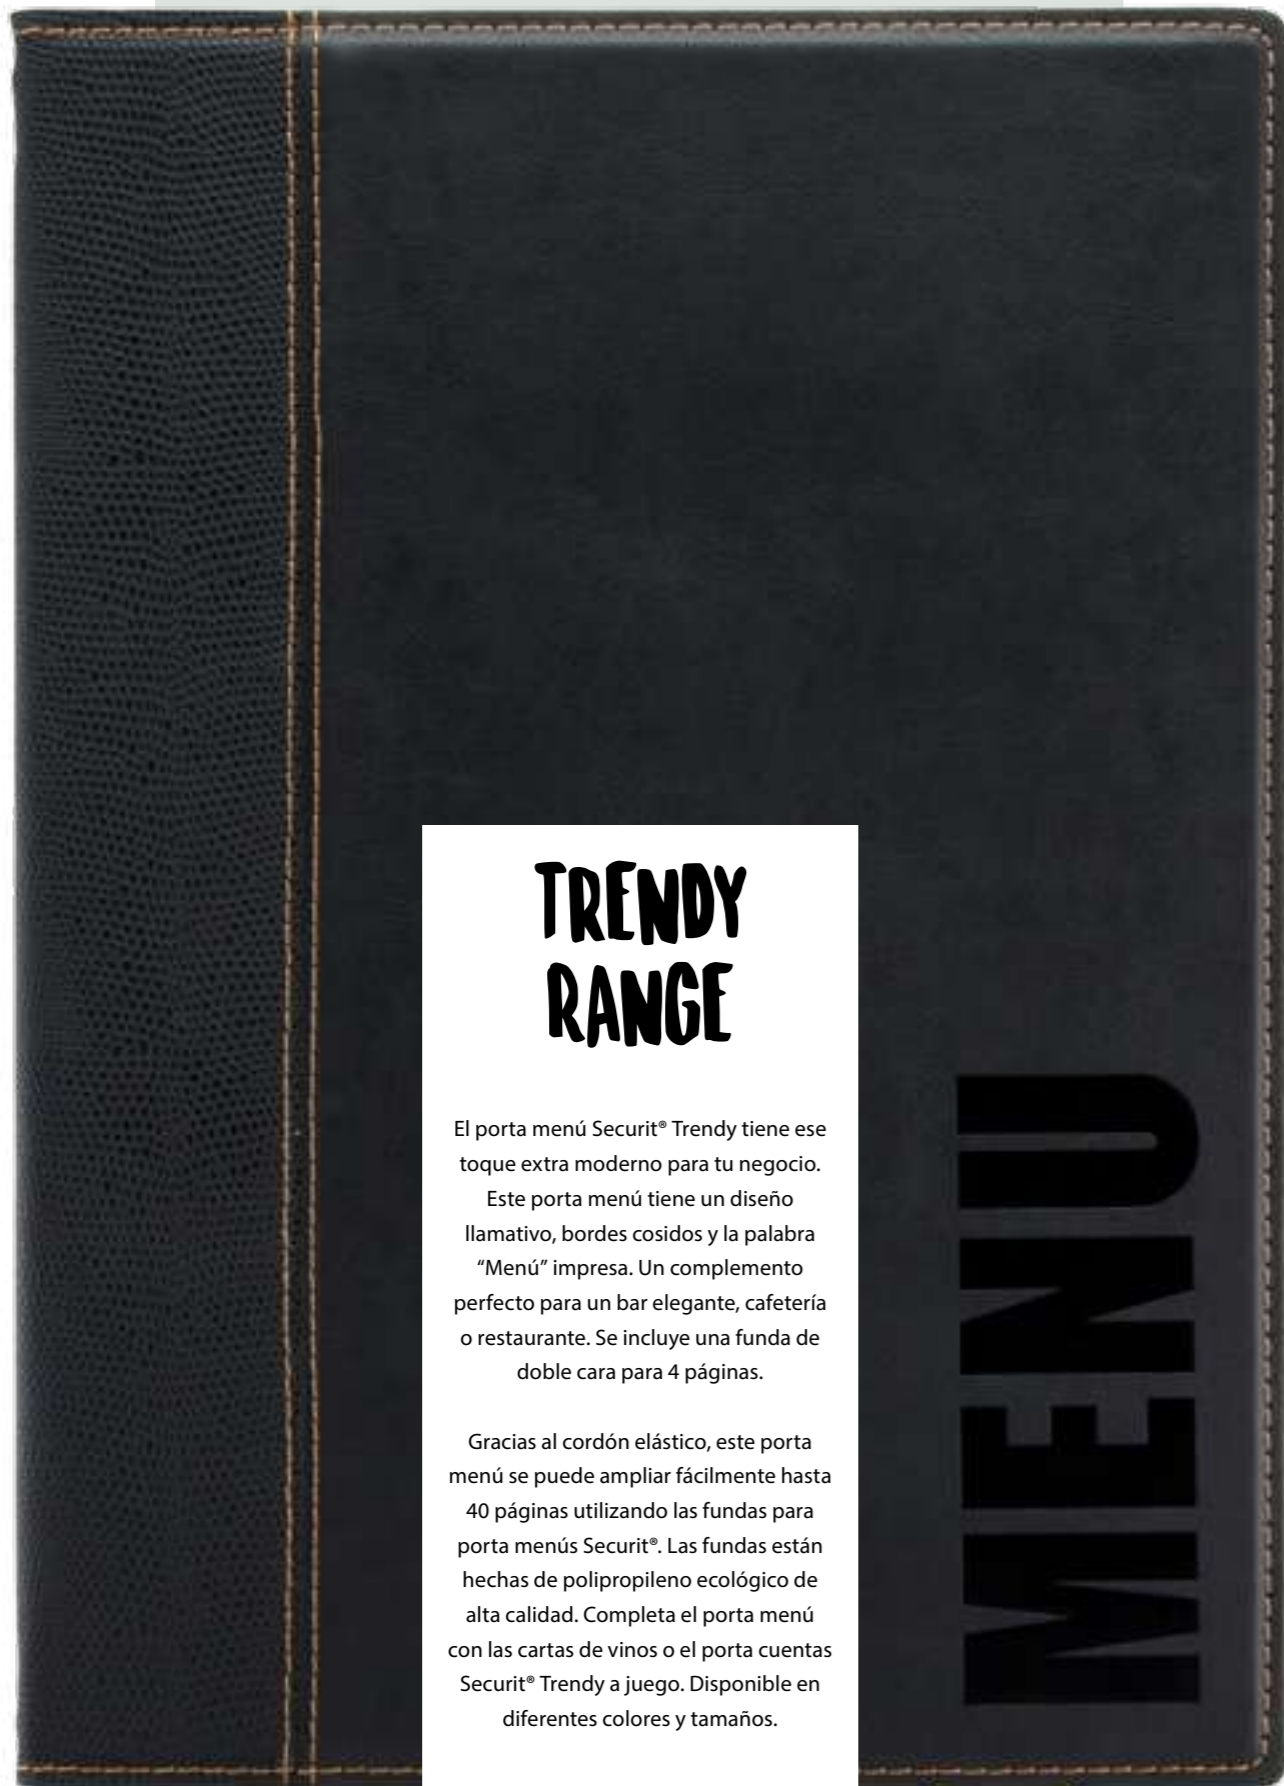 TRENDY
RANGE
El porta menú Securit® Trendy tiene ese
toque extra moderno para tu negocio.
Este porta menú tiene un diseño
llamativo, bordes cosidos y la palabra
“Menú” impresa. Un complemento
perfecto para un bar elegante, cafetería
o restaurante. Se incluye una funda de
doble cara para 4 páginas.
Gracias al cordón elástico, este porta
menú se puede ampliar fácilmente hasta
40 páginas utilizando las fundas para
porta menús Securit®. Las fundas están
hechas de polipropileno ecológico de
alta calidad. Completa el porta menú
con las cartas de vinos o el porta cuentas
Securit® Trendy a juego. Disponible en
diferentes colores y tamaños.
MENU